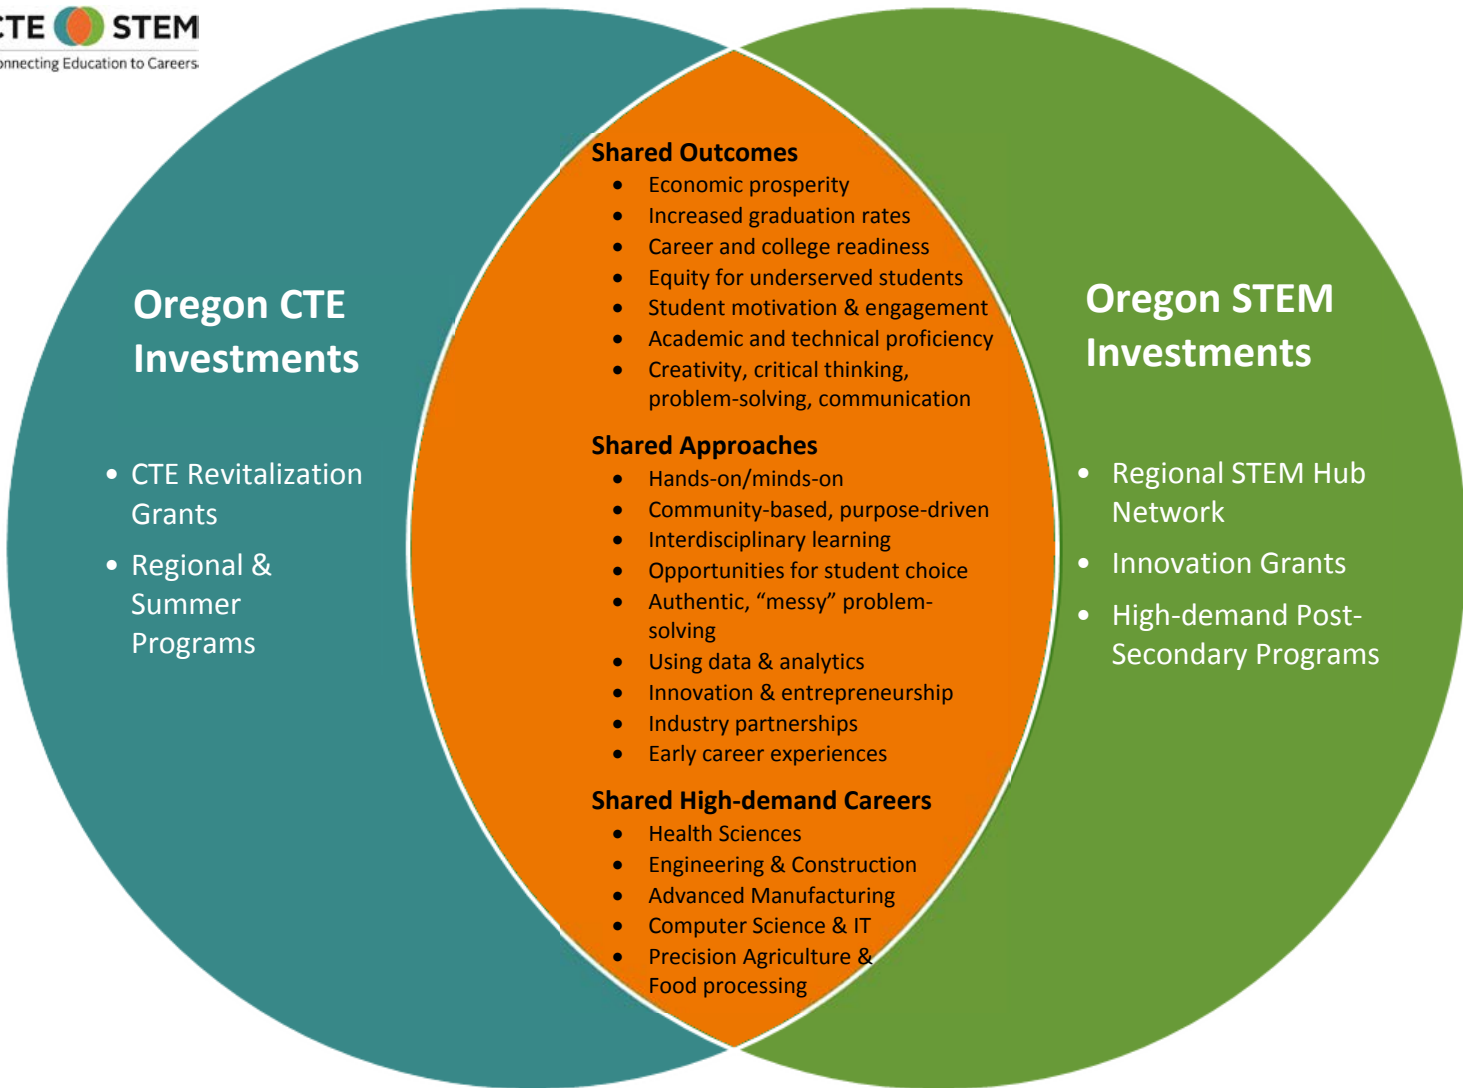 CTE STEM
Connecting Education to Careers
Oregon CTE
Investments
• CTE Revitalization
Grants
• Regional &
Summer
Programs
Shared Outcomes
• Economic prosperity
• Increased graduation rates
• Career and college readiness
• Equity for underserved students
• Student motivation & engagement
• Academic and technical proficiency
• Creativity, critical thinking,
problem-solving, communication
Shared Approaches
• Hands-on/minds-on
• Community-based, purpose-driven
• Interdisciplinary learning
• Opportunities for student choice
• Authentic, “messy” problem-
solving
• Using data & analytics
• Innovation & entrepreneurship
• Industry partnerships
• Early career experiences
Shared High-demand Careers
• Health Sciences
• Engineering & Construction
• Advanced Manufacturing
• Computer Science & IT
• Precision Agriculture &
Food processing
Oregon STEM
Investments
• Regional STEM Hub
Network
• Innovation Grants
• High-demand Post-
Secondary Programs